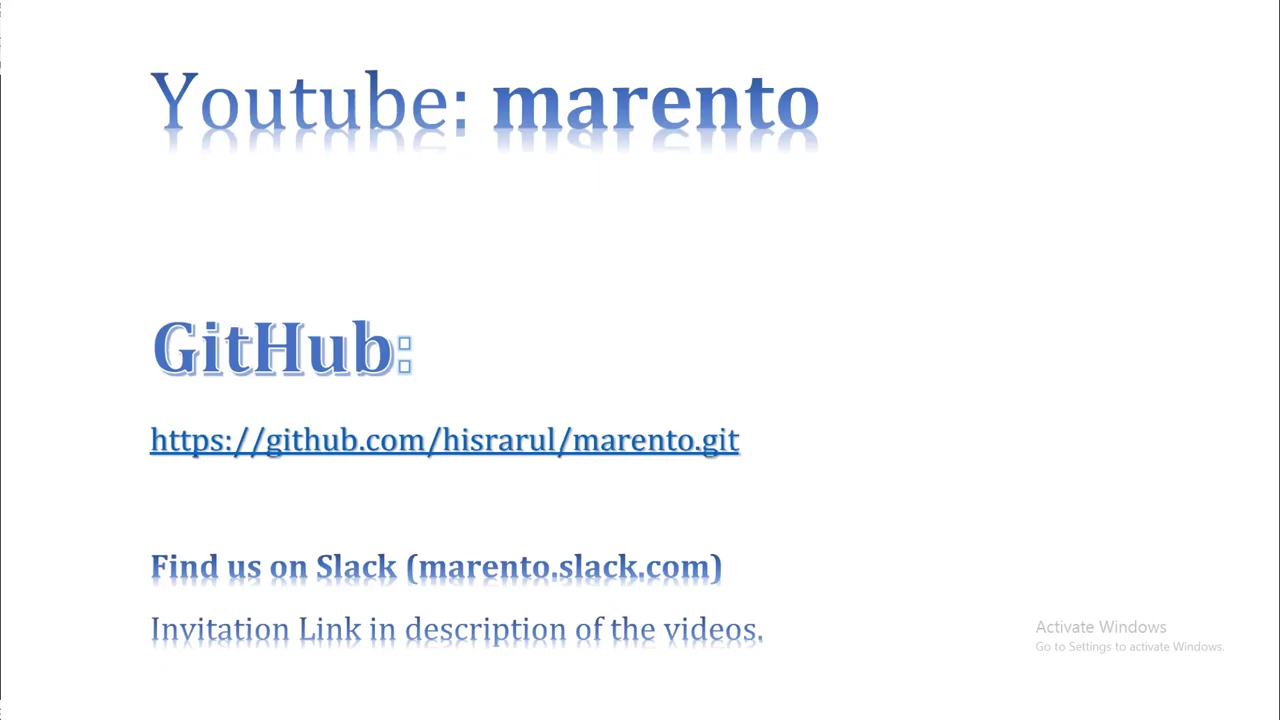 Youtube: marento
GitHub:
https://github.com/hisrarul/marento.git
Find us on Slack (marento.slack.com)
Invitation Link in description of the videos.
Activate Windows
Go to Settings to activate Windows.